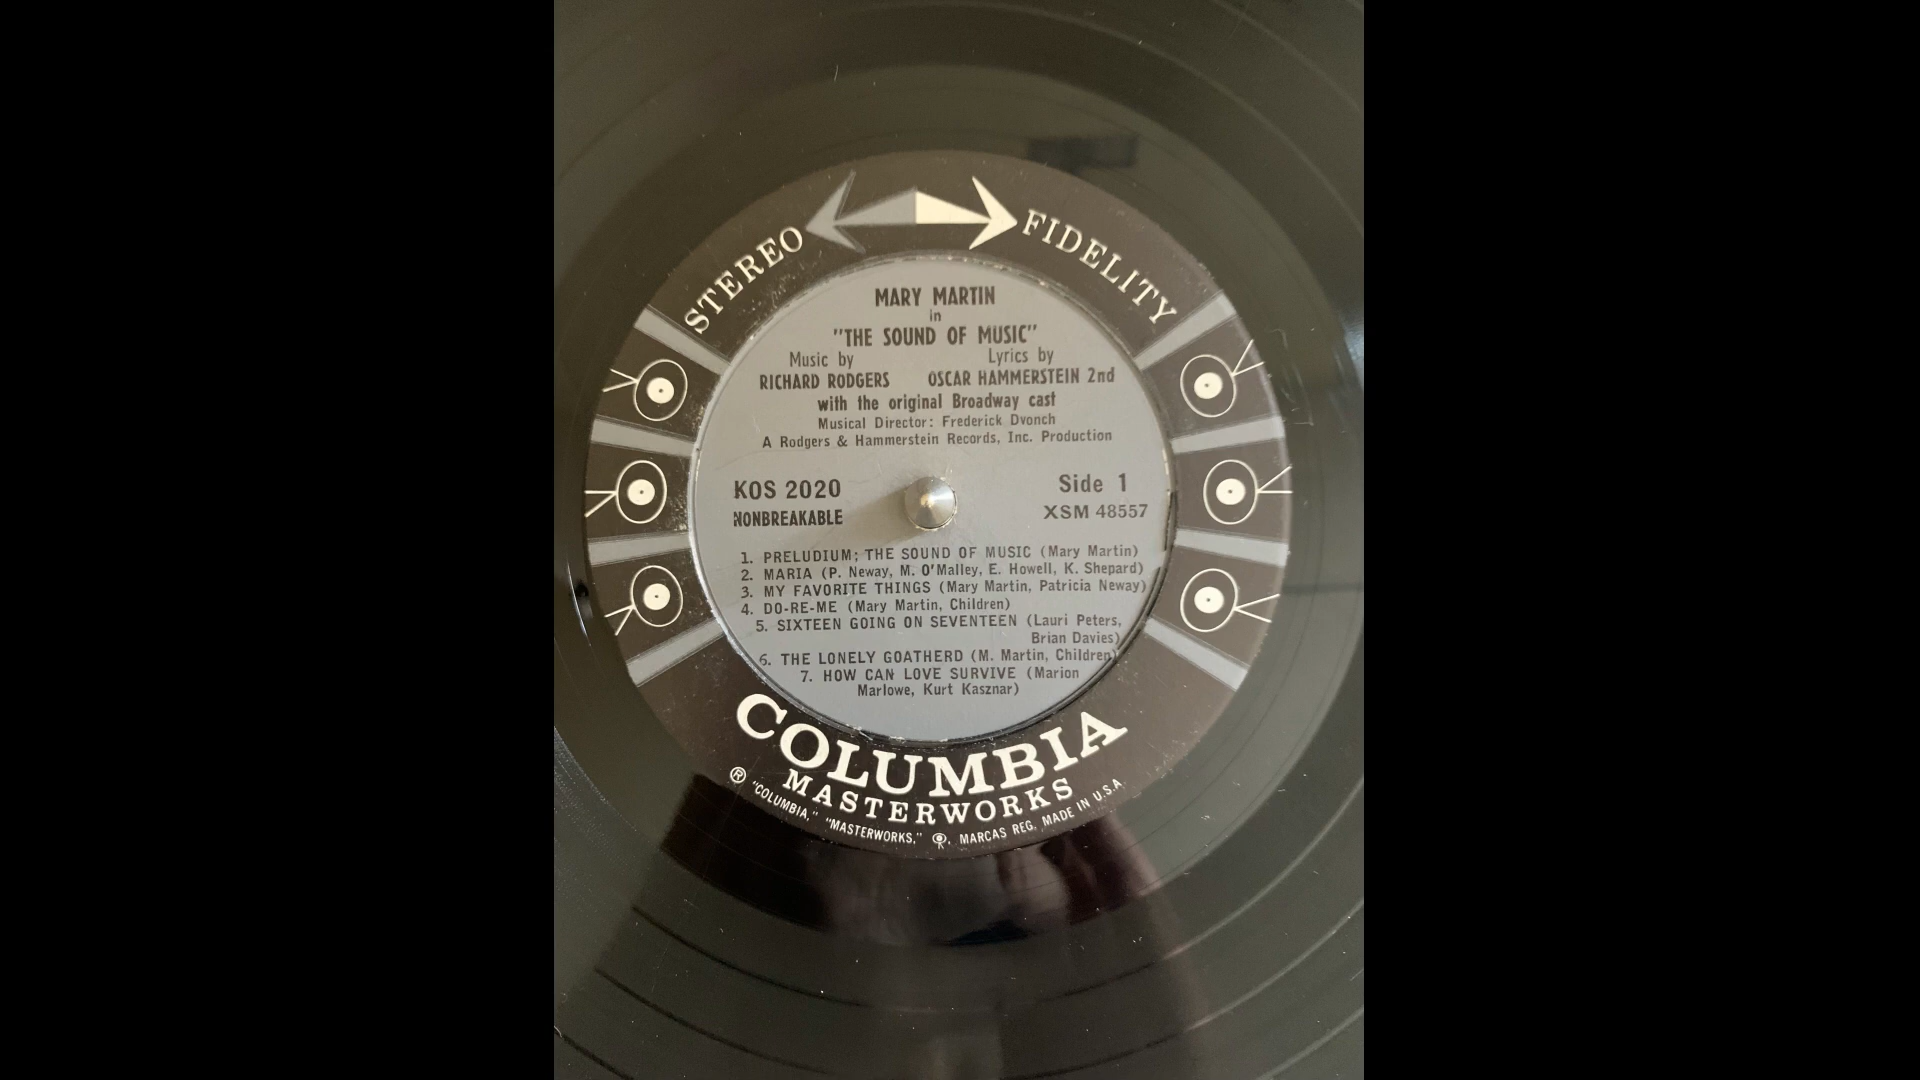 STEREO FIDELITY
MARY MARTIN
in
"THE SOUND OF MUSIC"
Music by Lyrics by
RICHARD RODGERS OSCAR HAMMERSTEIN 2nd
with the original Broadway cast
Musical Director: Frederick Dvonch
A Rodgers & Hammerstein Records, Inc. Production
KOS 2020 Side 1
NONBREAKABLE XSM 48557
1. PRELUDIUM; THE SOUND OF MUSIC (Mary Martin)
2. MARIA (P. Neway, M. O'Malley, E. Howell, K. Shepard)
3. MY FAVORITE THINGS (Mary Martin, Patricia Neway)
4. DO-RE-ME (Mary Martin, Children)
5. SIXTEEN GOING ON SEVENTEEN (Lauri Peters,
Brian Davies)
6. THE LONELY GOATHERD (M. Martin, Children)
7. HOW CAN LOVE SURVIVE (Marion
Marlowe, Kurt Kasznar)
COLUMBIA
MASTERWORKS
® "COLUMBIA," "MASTERWORKS," , MARCAS REG. MADE IN U.S.A.